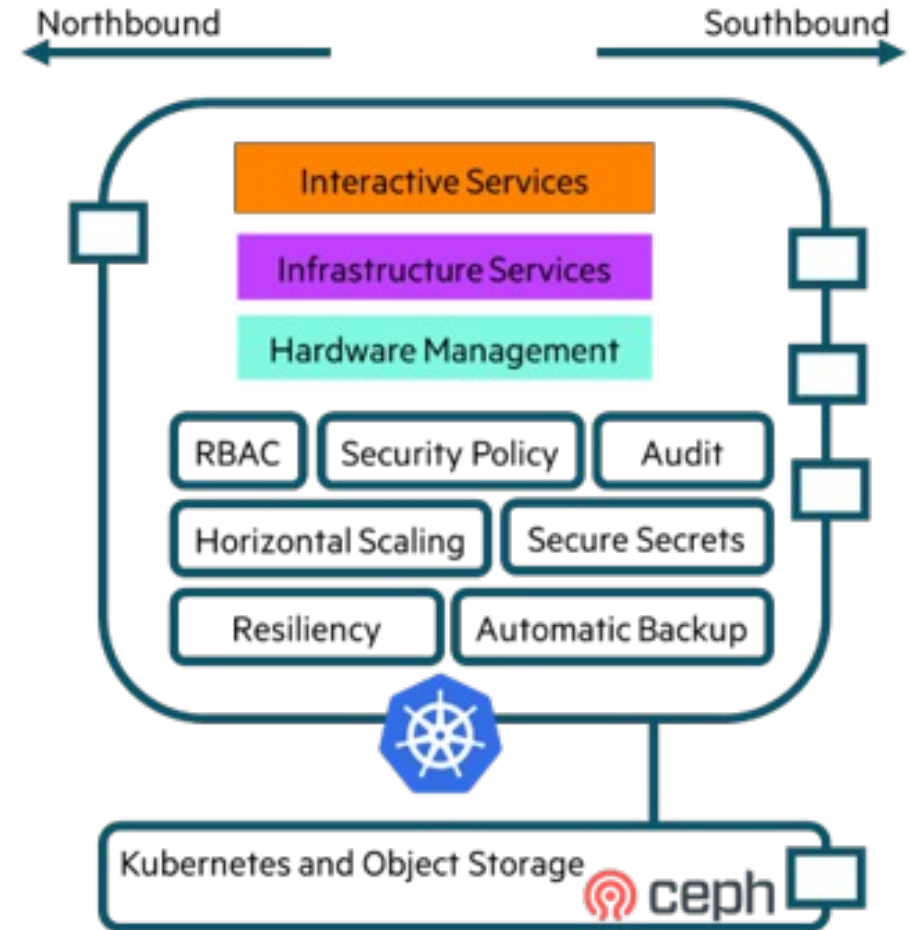 Northbound Southbound
Interactive Services
Infrastructure Services
Hardware Management
RBAC Security Policy Audit
Horizontal Scaling Secure Secrets
Resiliency Automatic Backup
Kubernetes and Object Storage
ceph